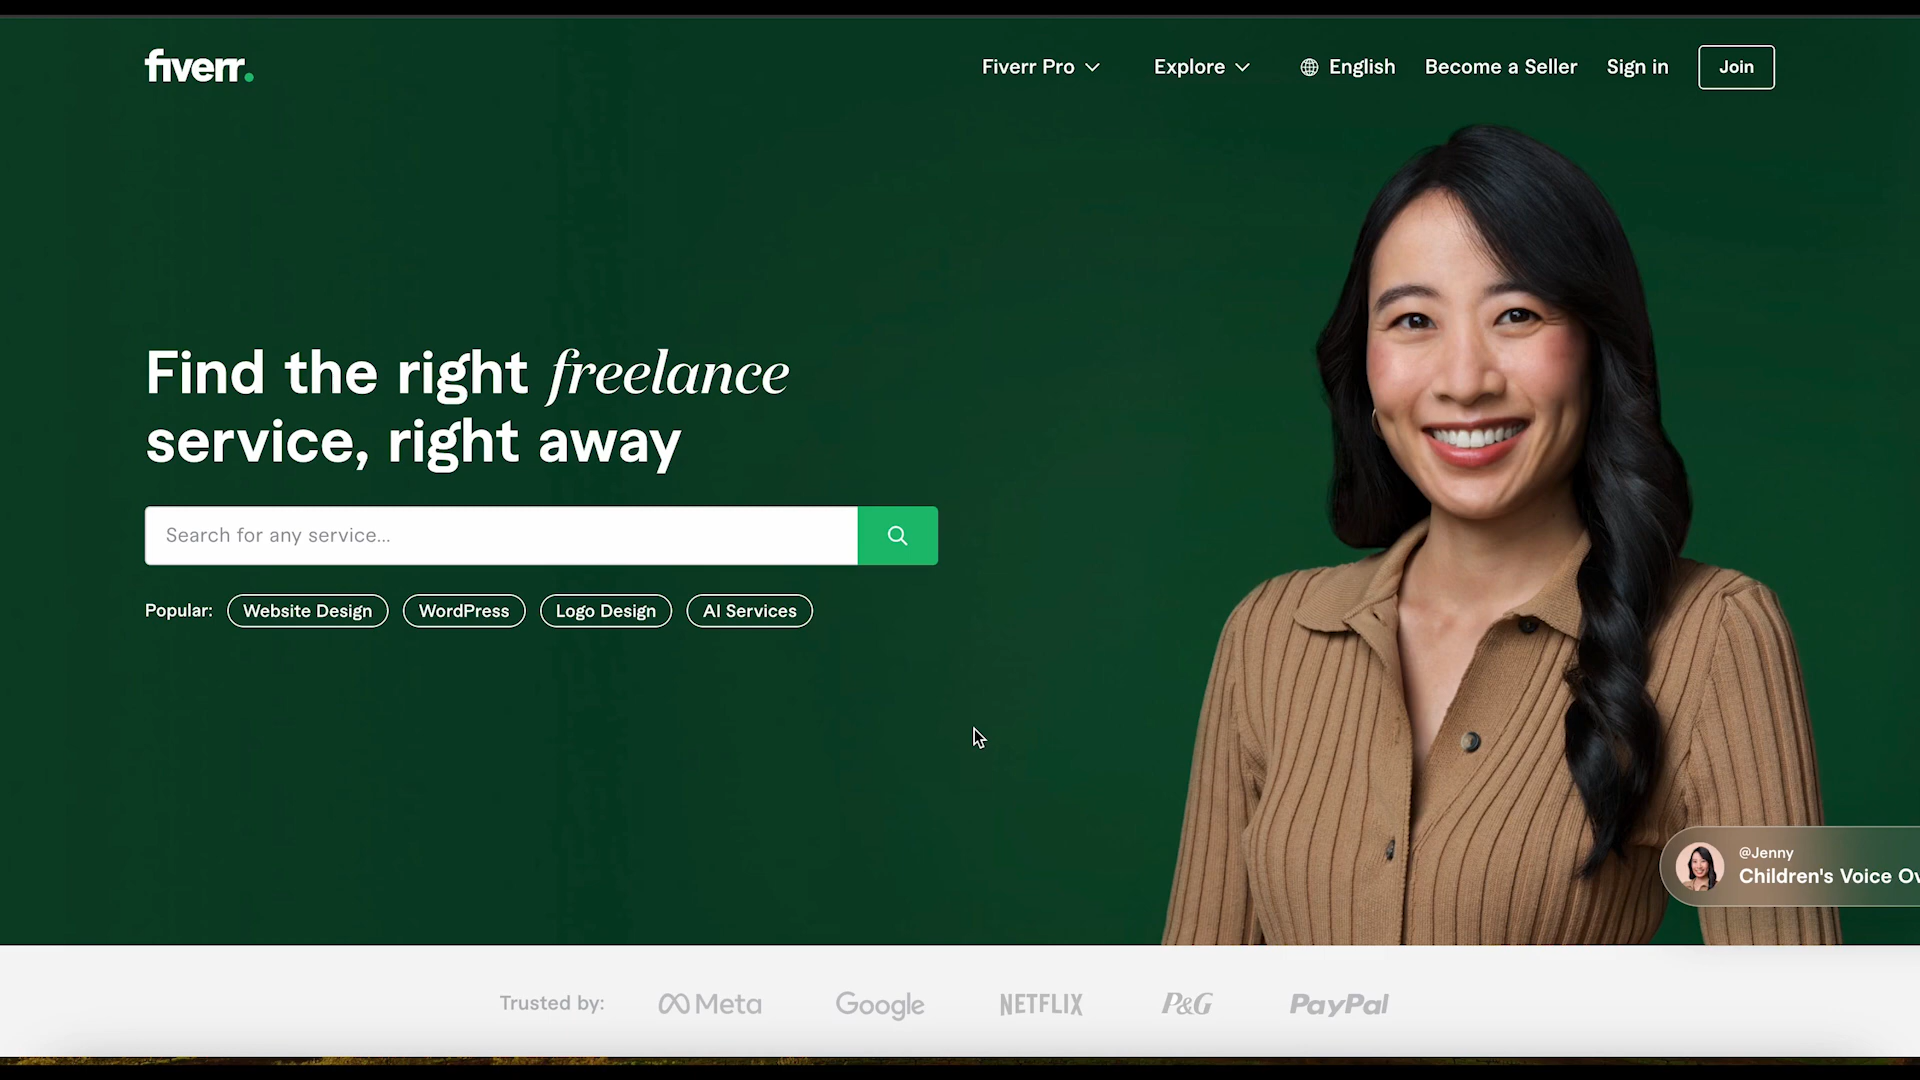 fiverr.
Fiverr Pro
Explore
English
Become a Seller
Sign in
Join
Find the right freelance
service, right away
Search for any service...
Popular:
Website Design
WordPress
Logo Design
AI Services
@Jenny
Children's Voice Ov
Trusted by:
Meta
Google
NETFLIX
P&G
PayPal